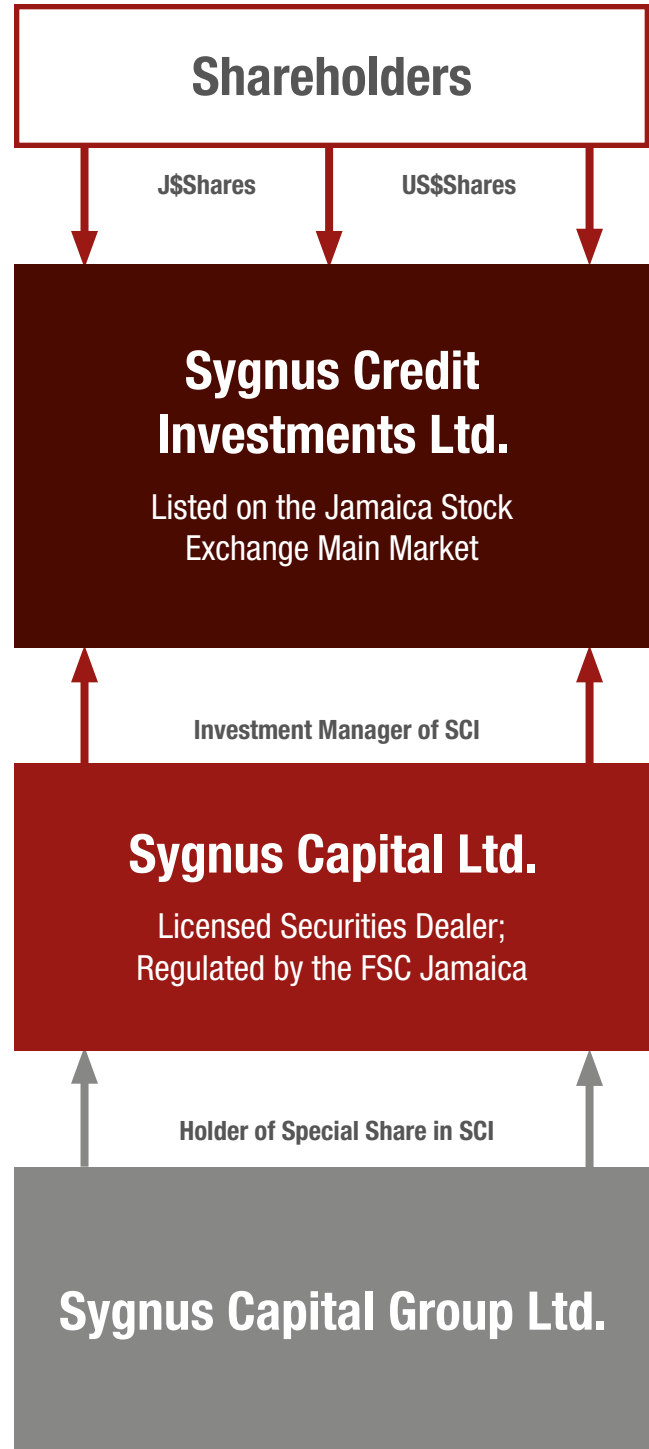 Shareholders
J$Shares
US$Shares
Sygnus Credit
Investments Ltd.
Listed on the Jamaica Stock
Exchange Main Market
Investment Manager of SCI
Sygnus Capital Ltd.
Licensed Securities Dealer;
Regulated by the FSC Jamaica
Holder of Special Share in SCI
Sygnus Capital Group Ltd.